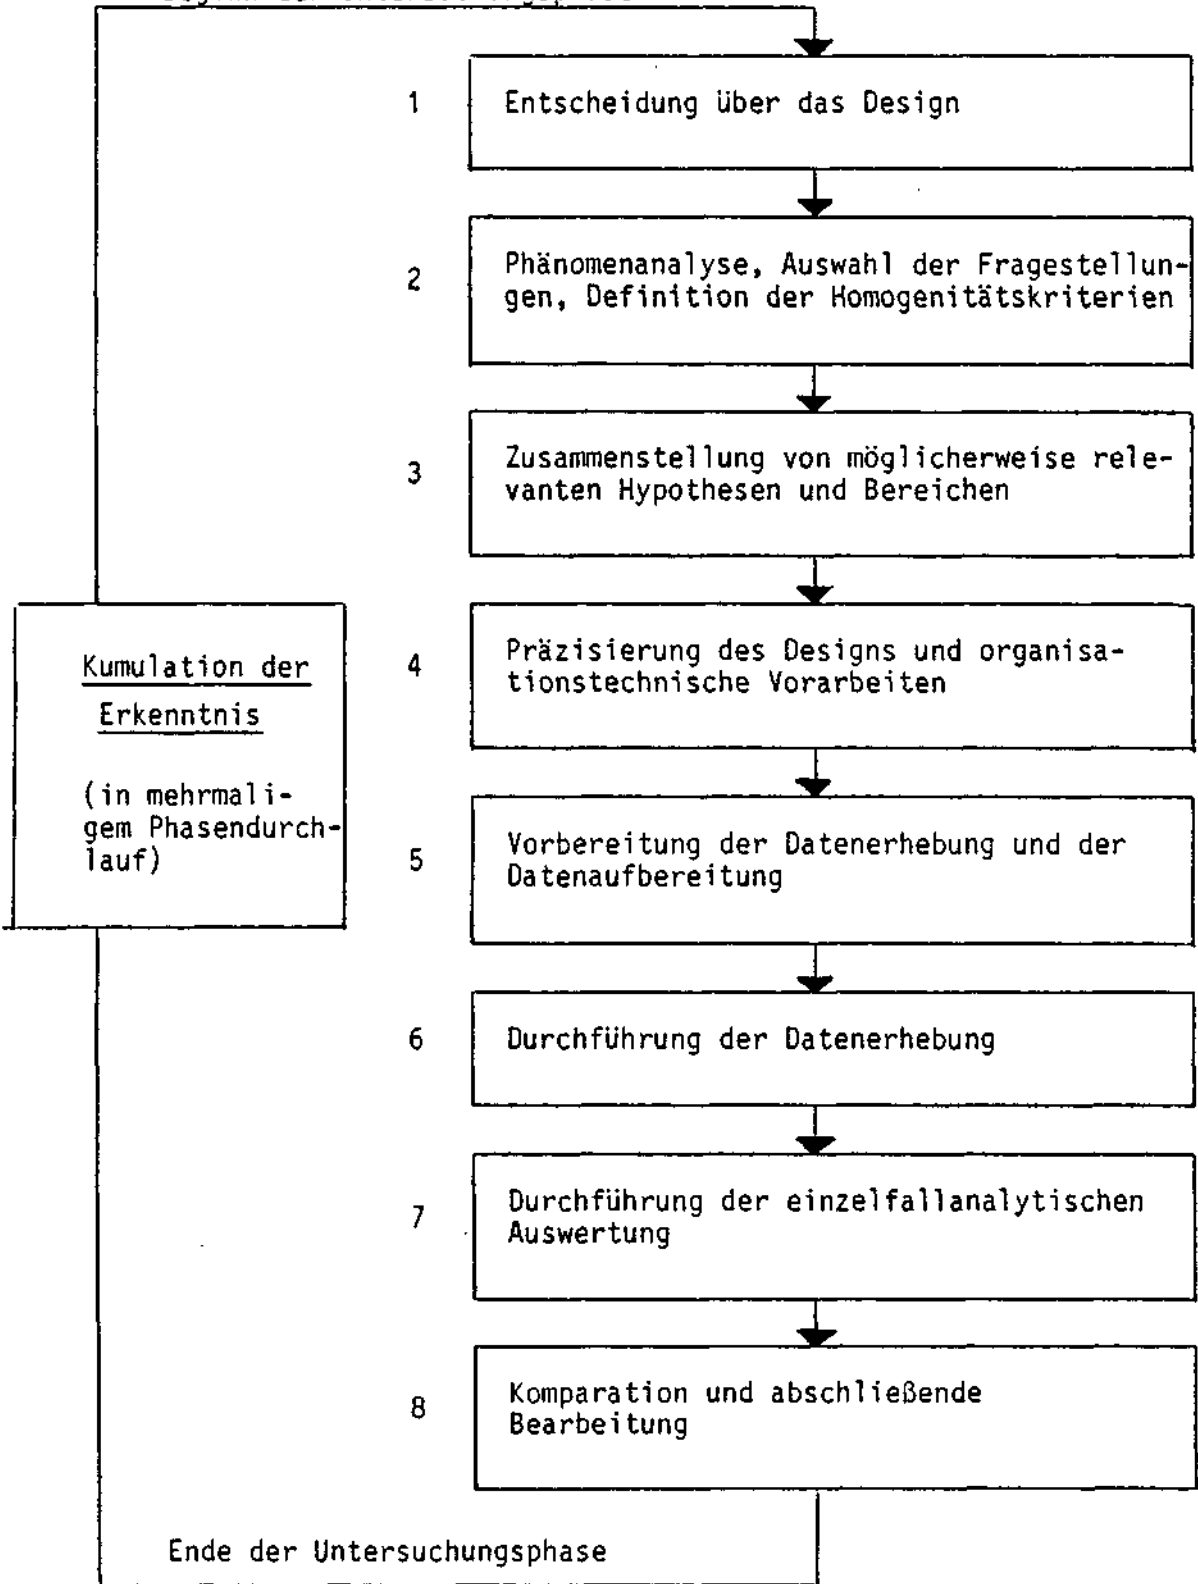 1
Entscheidung über das Design
2
Phänomenanalyse, Auswahl der Fragestellun-
gen, Definition der Homogenitätskriterien
3
Zusammenstellung von möglicherweise rele-
vanten Hypothesen und Bereichen
Kumulation der
Erkenntnis
(in mehrmali-
gem Phasendurch-
lauf)
4
Präzisierung des Designs und organisa-
tionstechnische Vorarbeiten
5
Vorbereitung der Datenerhebung und der
Datenaufbereitung
6
Durchführung der Datenerhebung
7
Durchführung der einzelfallanalytischen
Auswertung
8
Komparation und abschließende
Bearbeitung
Ende der Untersuchungsphase